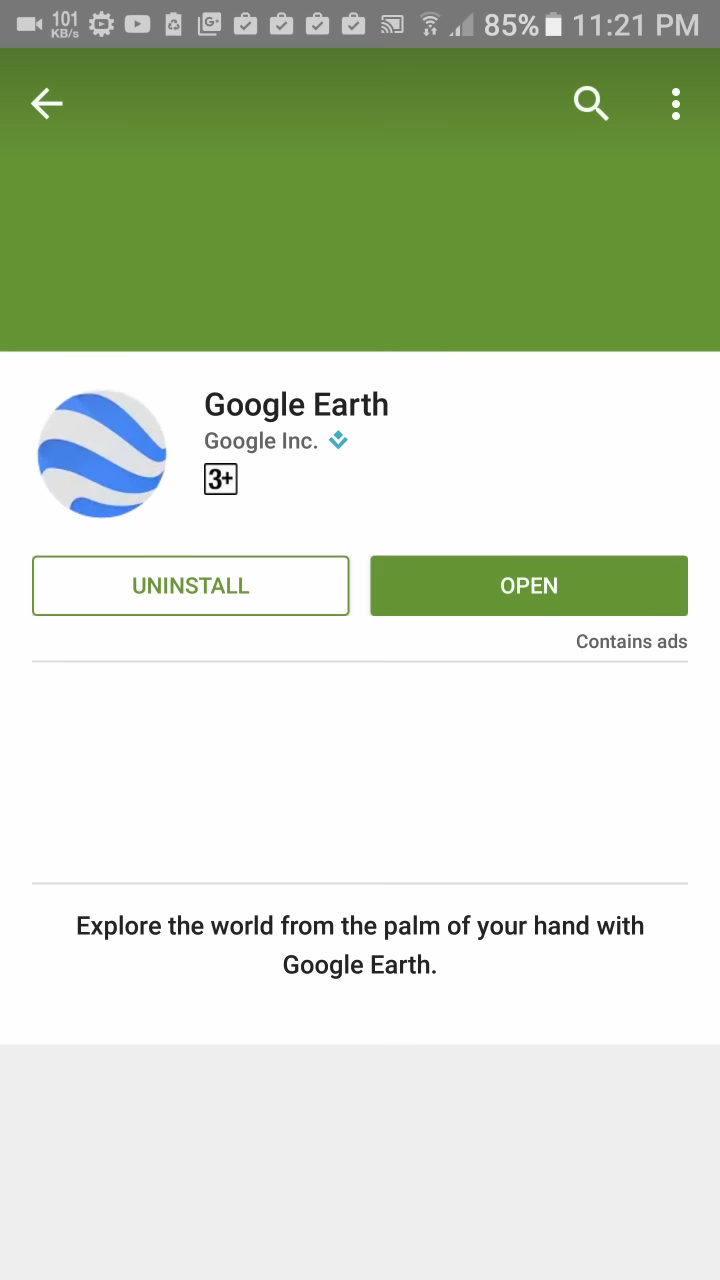 101 KB/s 85% 11:21 PM
Google Earth
Google Inc.
3+
UNINSTALL OPEN
Contains ads
Explore the world from the palm of your hand with
Google Earth.